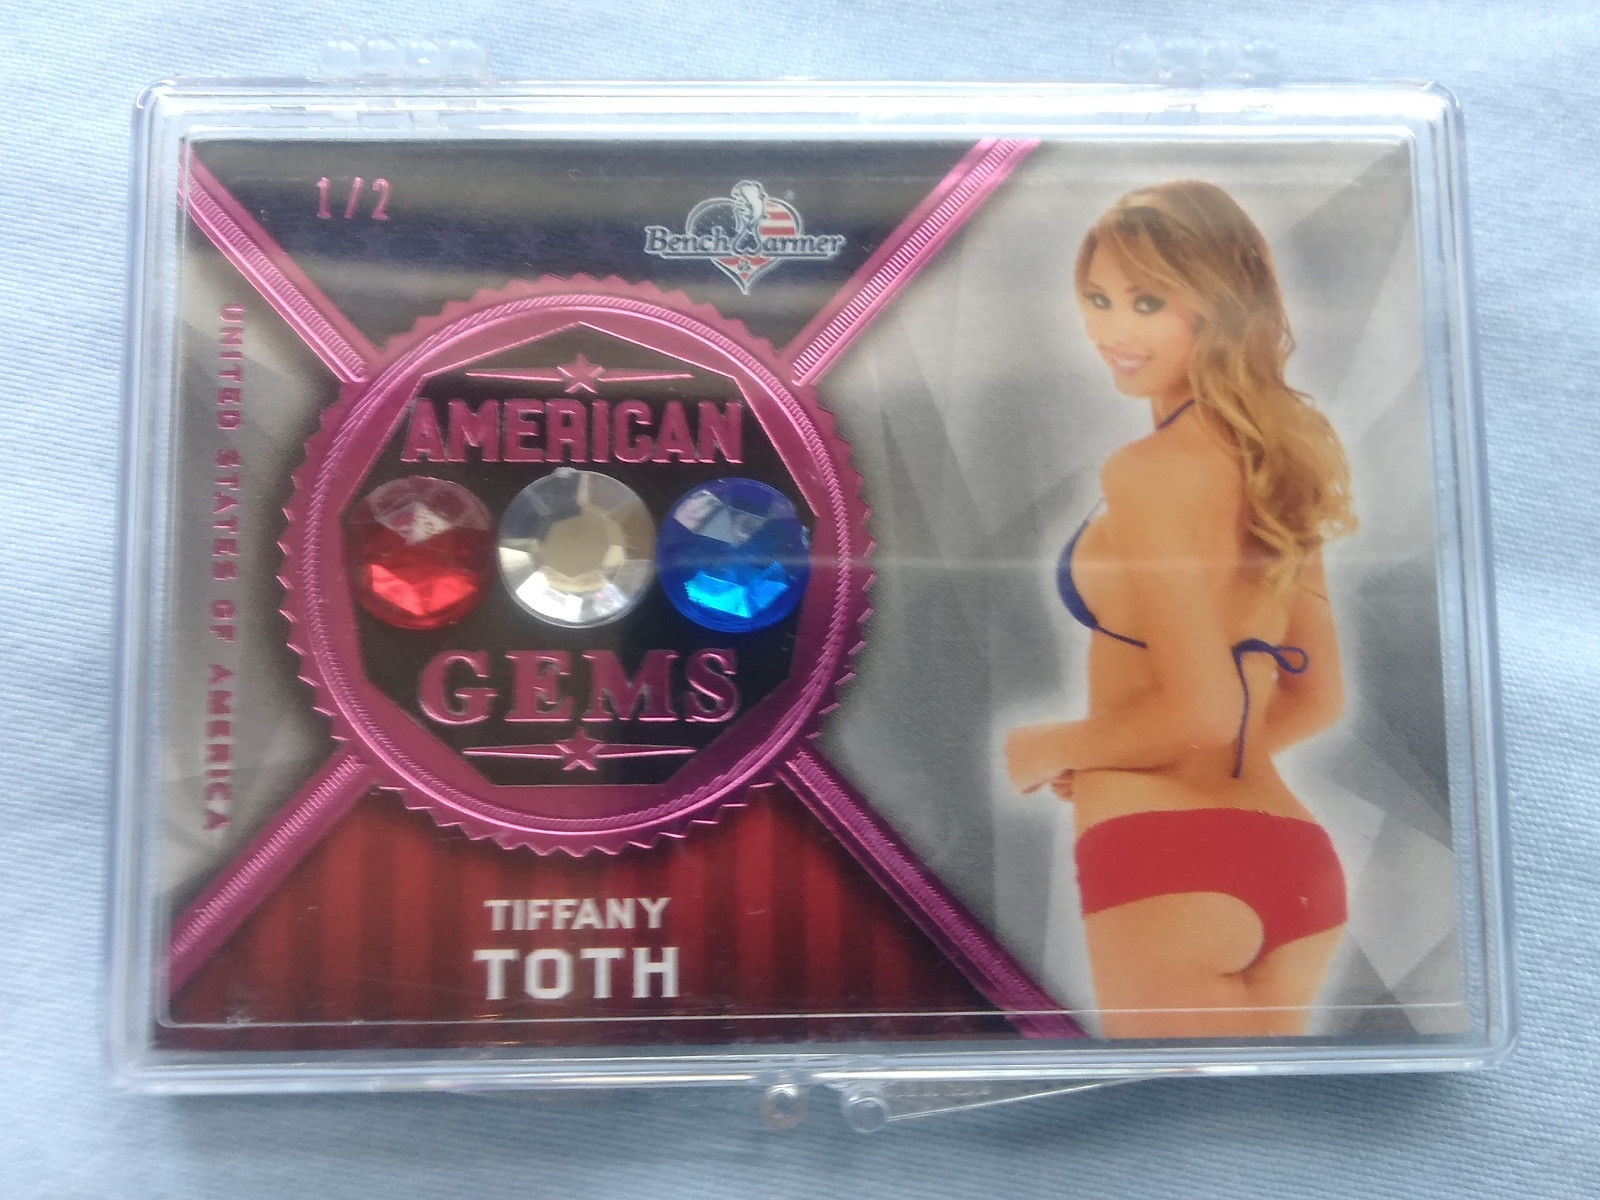 1/2
BenchWarmer
®
UNITED STATES OF AMERICA
AMERICAN
GEMS
TIFFANY
TOTH